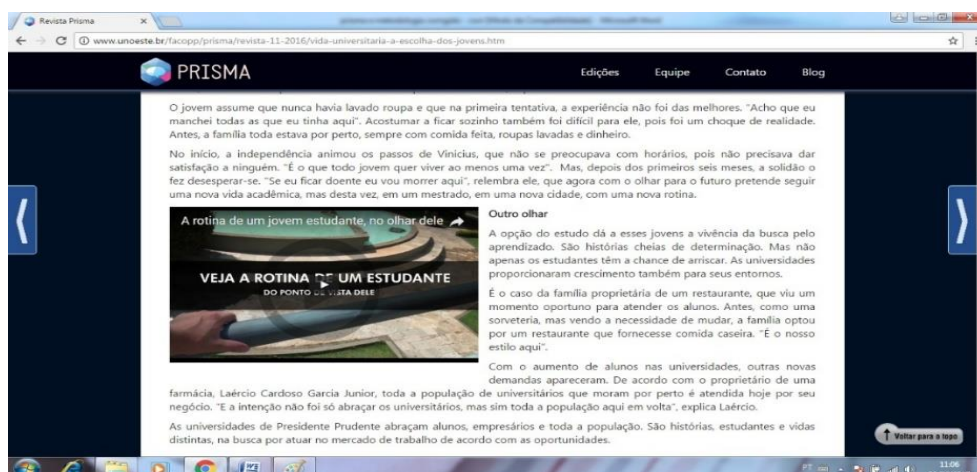 Revista Prisma
prisma e metodologia corrigida - con (Modo de Compatibilidade) - Microsoft Word
www.unoeste.br/facopp/prisma/revista-11-2016/vida-universitaria-a-escolha-dos-jovens.htm
PRISMA
Edições Equipe Contato Blog
O jovem assume que nunca havia lavado roupa e que na primeira tentativa, a experiência não foi das melhores. "Acho que eu
manchei todas as que eu tinha aqui". Acostumar a ficar sozinho também foi difícil para ele, pois foi um choque de realidade.
Antes, a família toda estava por perto, sempre com comida feita, roupas lavadas e dinheiro.
No início, a independência animou os passos de Vinicius, que não se preocupava com horários, pois não precisava dar
satisfação a ninguém. "É o que todo jovem quer viver ao menos uma vez". Mas, depois dos primeiros seis meses, a solidão o
fez desesperar-se. "Se eu ficar doente eu vou morrer aqui", relembra ele, que agora com o olhar para o futuro pretende seguir
uma nova vida acadêmica, mas desta vez, em um mestrado, em uma nova cidade, com uma nova rotina.
A rotina de um jovem estudante, no olhar dele
VEJA A ROTINA DE UM ESTUDANTE
DO PONTO DE VISTA DELE
Outro olhar
A opção do estudo dá a esses jovens a vivência da busca pelo
aprendizado. São histórias cheias de determinação. Mas não
apenas os estudantes têm a chance de arriscar. As universidades
proporcionaram crescimento também para seus entornos.
É o caso da família proprietária de um restaurante, que viu um
momento oportuno para atender os alunos. Antes, como uma
sorveteria, mas vendo a necessidade de mudar, a família optou
por um restaurante que fornecesse comida caseira. "É o nosso
estilo aqui".
Com o aumento de alunos nas universidades, outras novas
demandas apareceram. De acordo com o proprietário de uma
farmácia, Laércio Cardoso Garcia Junior, toda a população de universitários que moram por perto é atendida hoje por seu
negócio. "E a intenção não foi só abraçar os universitários, mas sim toda a população aqui em volta", explica Laércio.
As universidades de Presidente Prudente abraçam alunos, empresários e toda a população. São histórias, estudantes e vidas
distintas, na busca por atuar no mercado de trabalho de acordo com as oportunidades.
Voltar para o topo
PT
11:06